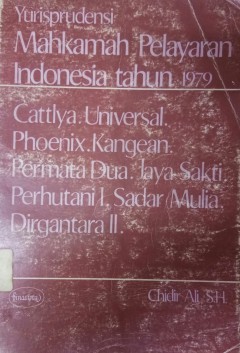 Yurisprudensi
Mahkamah Pelayaran
Indonesia tahun 1979
Cattlya. Universal.
Phoenix. Kangean.
Permata Dua. Jaya Sakti.
Perhutani I. Sadar Mulia.
Dirgantara II.
Chidir Ali, S.H.